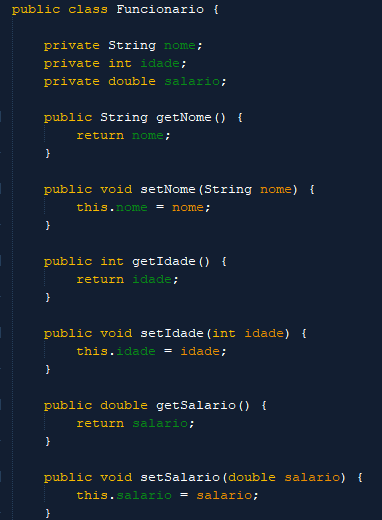 public class Funcionario {
private String nome;
private int idade;
private double salario;
public String getNome() {
return nome;
}
public void setNome(String nome) {
this.nome = nome;
}
public int getIdade() {
return idade;
}
public void setIdade(int idade) {
this.idade = idade;
}
public double getSalario() {
return salario;
}
public void setSalario(double salario) {
this.salario = salario;
}